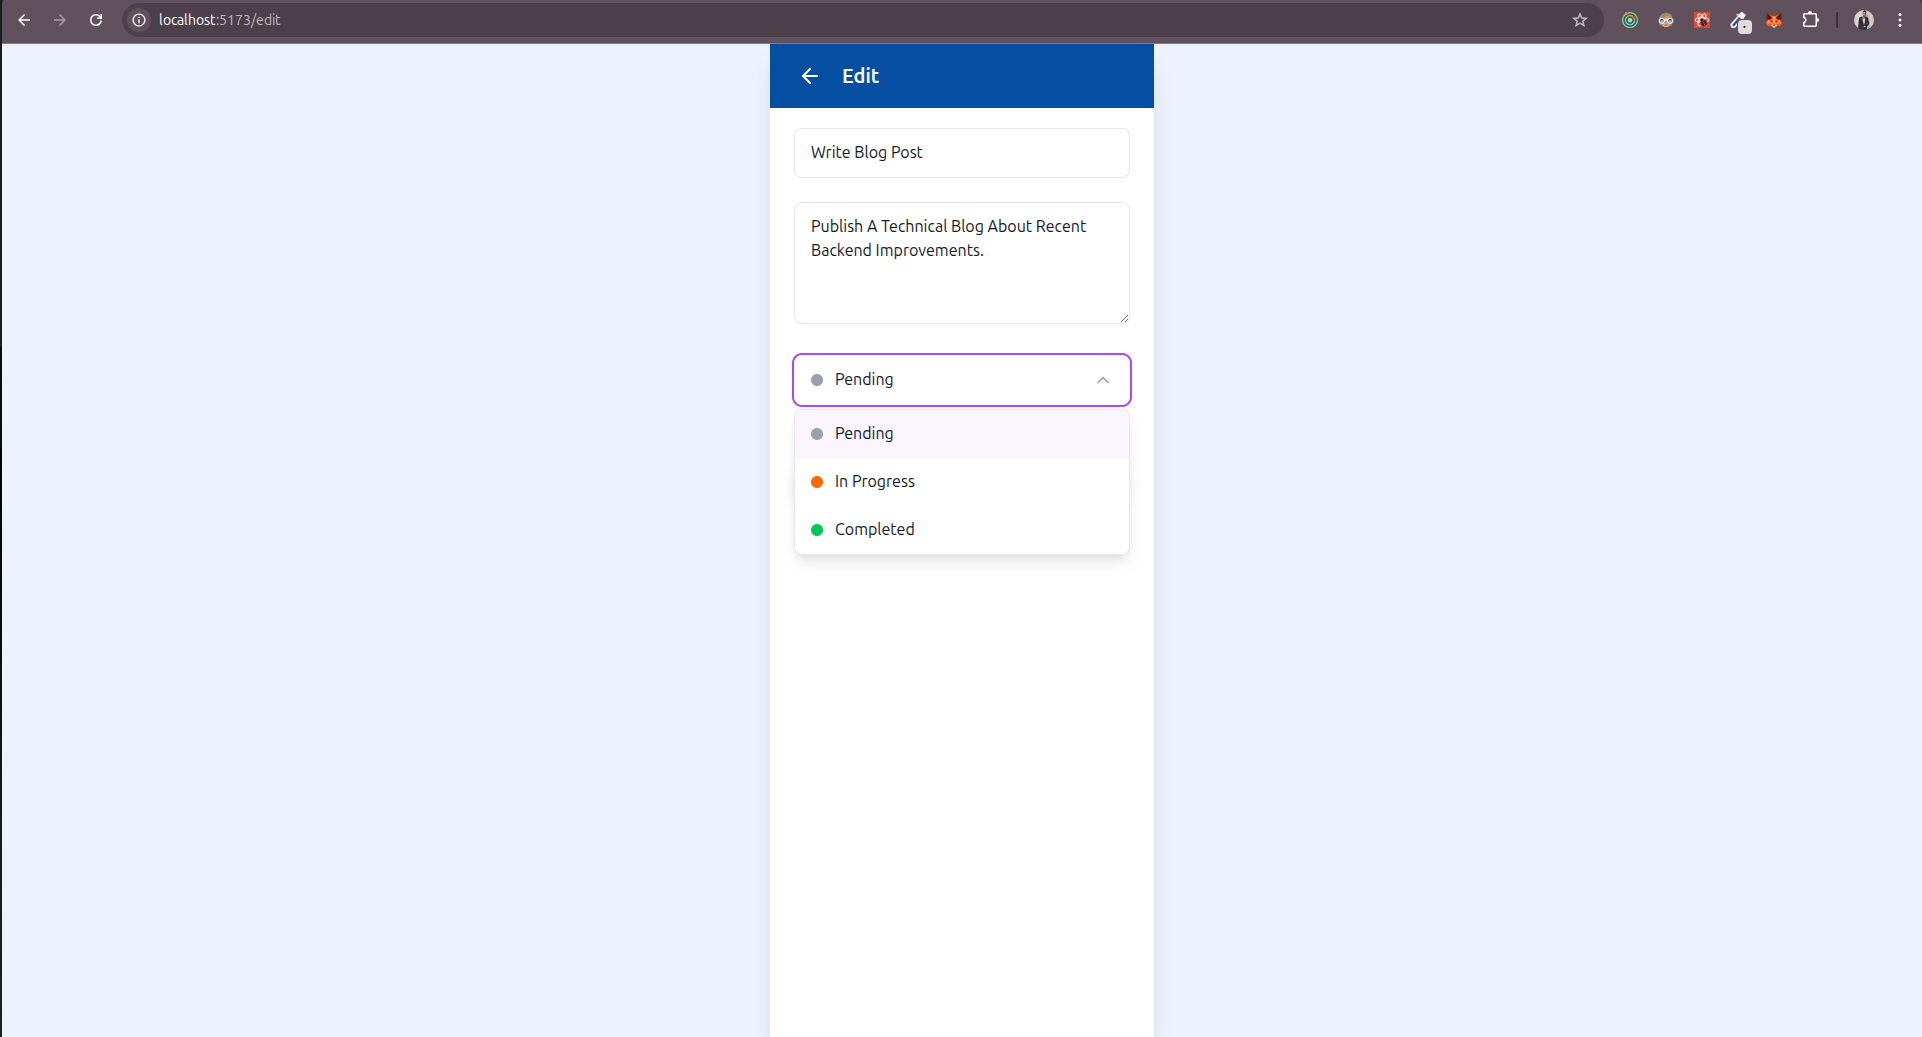 localhost:5173/edit
Edit
Write Blog Post
Publish A Technical Blog About Recent
Backend Improvements.
Pending
Pending
In Progress
Completed